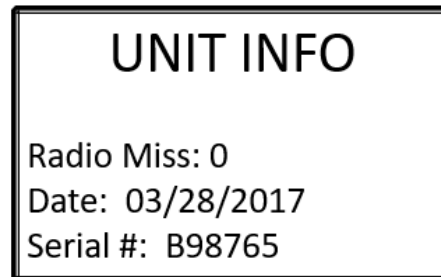 UNIT INFO
Radio Miss: 0
Date:  03/28/2017
Serial #:  B98765